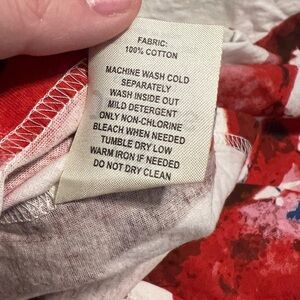 FABRIC:
100% COTTON
MACHINE WASH COLD
SEPARATELY
WASH INSIDE OUT
MILD DETERGENT
ONLY NON-CHLORINE
BLEACH WHEN NEEDED
TUMBLE DRY LOW
WARM IRON IF NEEDED
DO NOT DRY CLEAN